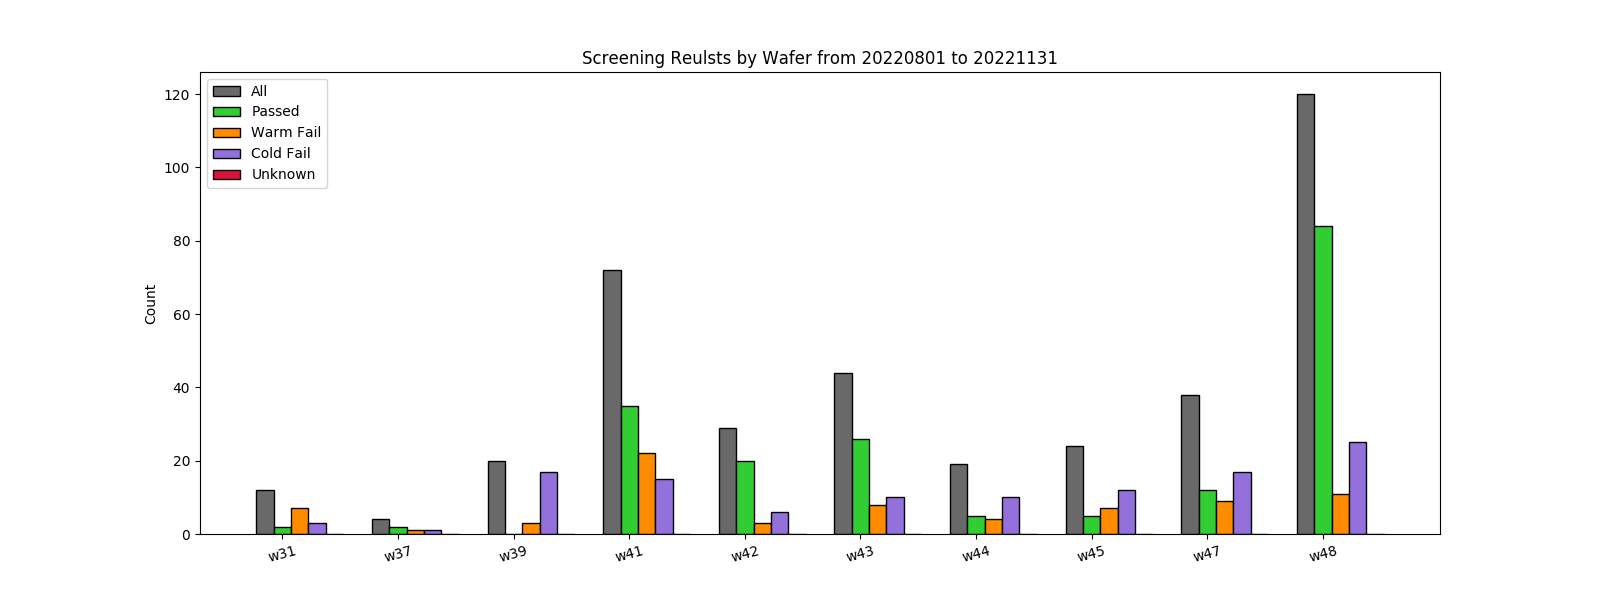 Screening Reulsts by Wafer from 20220801 to 20221131
All
Passed
Warm Fail
Cold Fail
Unknown
Count
120
100
80
60
40
20
0
w31 w37 w39 w41 w42 w43 w44 w45 w47 w48